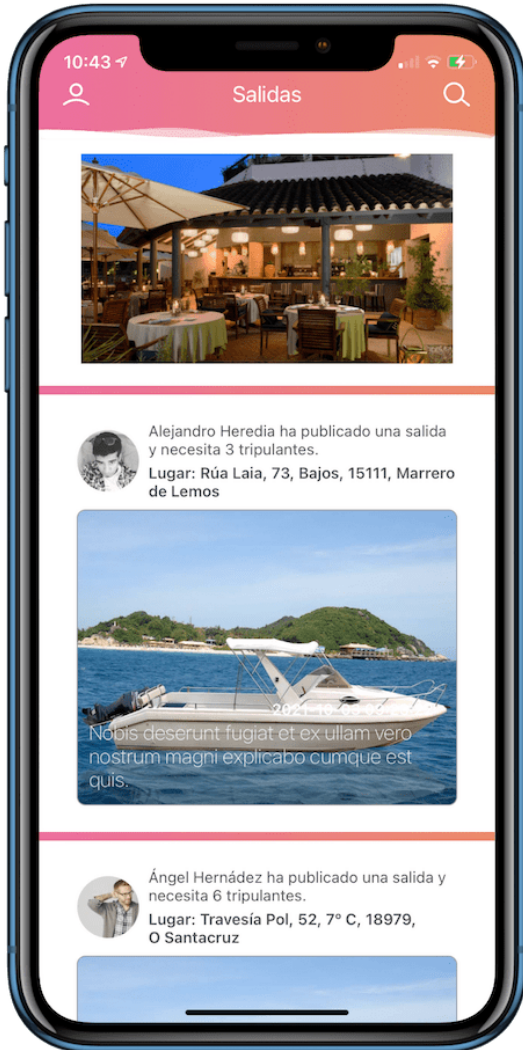 10:43
Salidas
Alejandro Heredia ha publicado una salida
y necesita 3 tripulantes.
Lugar: Rúa Laia, 73, Bajos, 15111, Marrero
de Lemos
Nobis deserunt fugiat et ex ullam vero
nostrum magni explicabo cumque est
quis.
Ángel Hernádez ha publicado una salida y
necesita 6 tripulantes.
Lugar: Travesía Pol, 52, 7º C, 18979,
O Santacruz